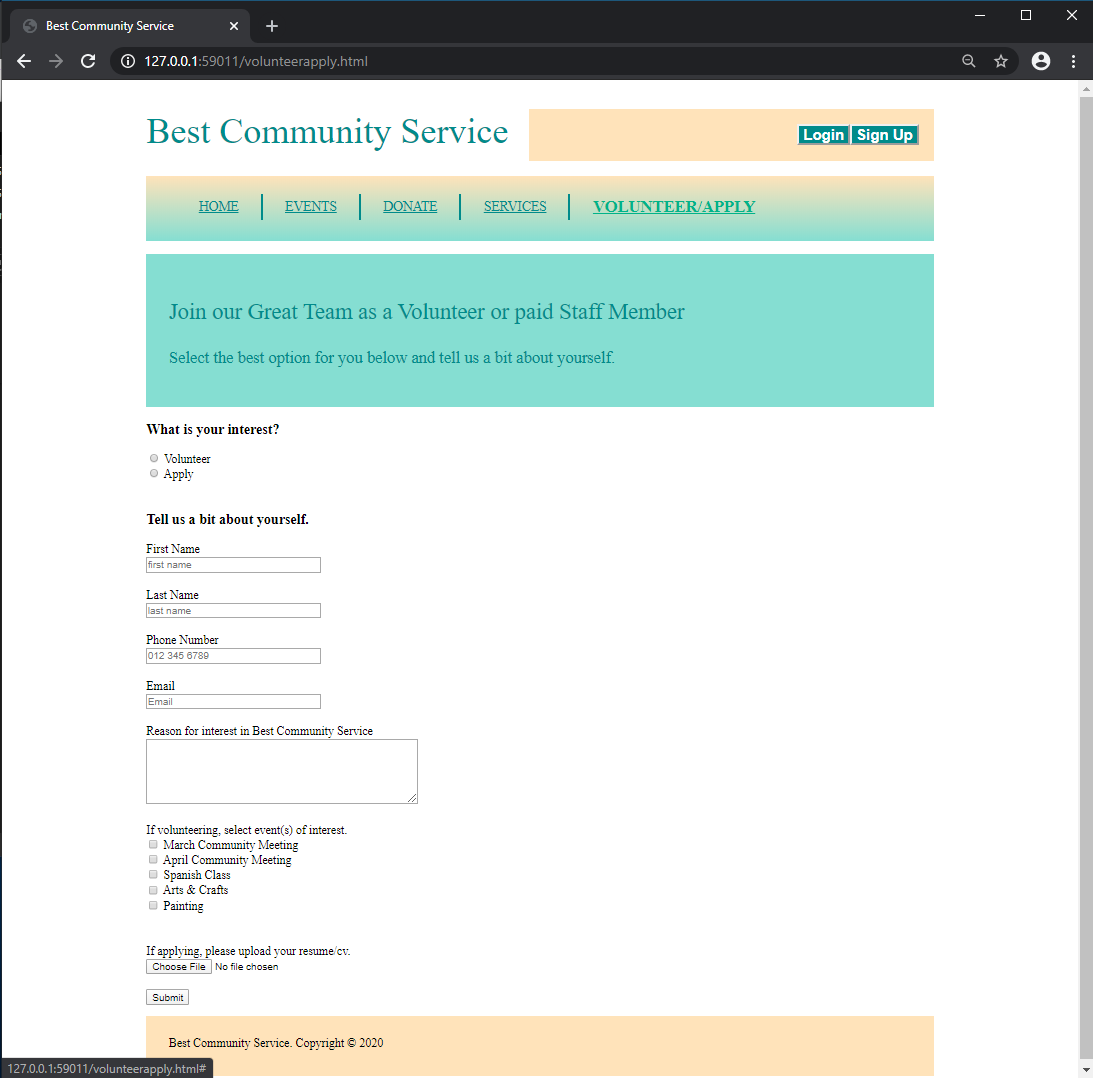 Best Community Service
127.0.0.1:59011/volunteerapply.html
Best Community Service
Login Sign Up
HOME EVENTS DONATE SERVICES VOLUNTEER/APPLY
Join our Great Team as a Volunteer or paid Staff Member
Select the best option for you below and tell us a bit about yourself.
What is your interest?
Volunteer
Apply
Tell us a bit about yourself.
First Name
first name
Last Name
last name
Phone Number
012 345 6789
Email
Email
Reason for interest in Best Community Service
If volunteering, select event(s) of interest.
March Community Meeting
April Community Meeting
Spanish Class
Arts & Crafts
Painting
If applying, please upload your resume/cv.
Choose File No file chosen
Submit
Best Community Service. Copyright © 2020
127.0.0.1:59011/volunteerapply.html#